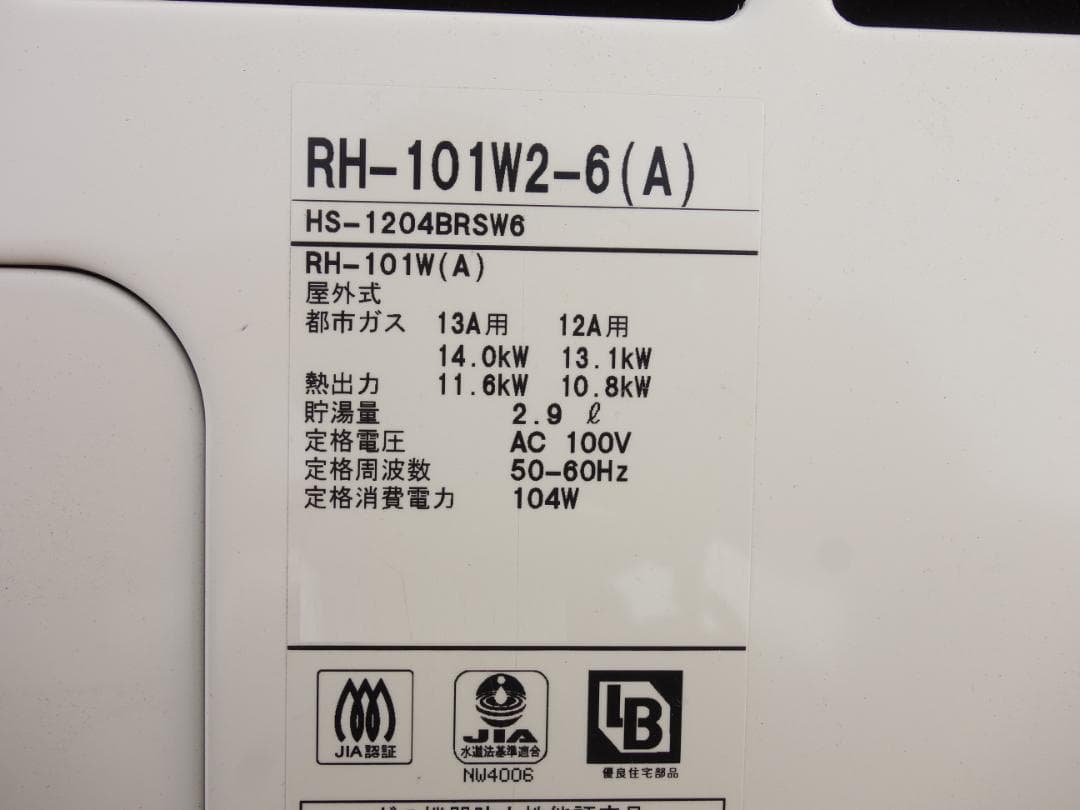 RH-101W2-6(A)
HS-1204BRSW6
RH-101W(A)
屋外式
都市ガス 13A用 12A用
14.0kW 13.1kW
熱出力 11.6kW 10.8kW
貯湯量 2.9 ℓ
定格電圧 AC 100V
定格周波数 50-60Hz
定格消費電力 104W
JIA認証
JIA
水道法基準適合
NW4006
LB
優良住宅部品